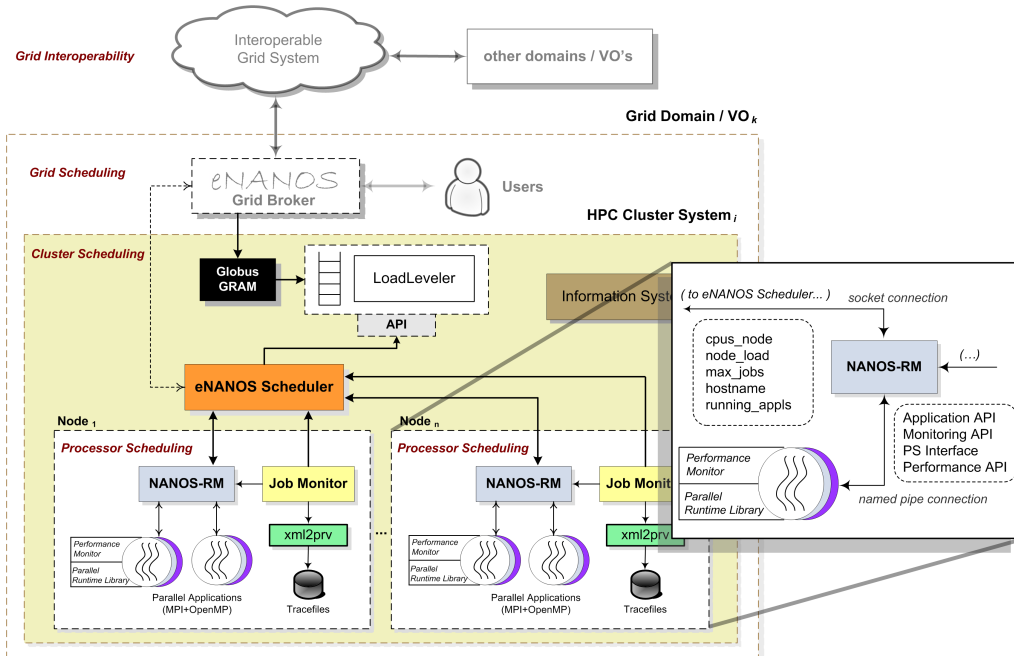 Interoperable
Grid System
Grid Interoperability
other domains / VO's
Grid Domain / VO k
Grid Scheduling
eNANOS
Grid Broker
Users
HPC Cluster System i
Cluster Scheduling
Globus
GRAM
LoadLeveler
API
Information Syste
eNANOS Scheduler
Node 1
Processor Scheduling
NANOS-RM
Job Monitor
xml2prv
Performance
Monitor
Parallel
Runtime Library
Parallel Applications
(MPI+OpenMP)
Tracefiles
...
Node n
Processor Scheduling
NANOS-RM
Job Monit
xml2prv
Performance
Monitor
Parallel
Runtime Library
Parallel Applications
(MPI+OpenMP)
Tracefiles
( to eNANOS Scheduler... )
socket connection
cpus_node
node_load
max_jobs
hostname
running_appls
NANOS-RM
(...)
Application API
Monitoring API
PS Interface
Performance API
Performance
Monitor
Parallel
Runtime Library
named pipe connection